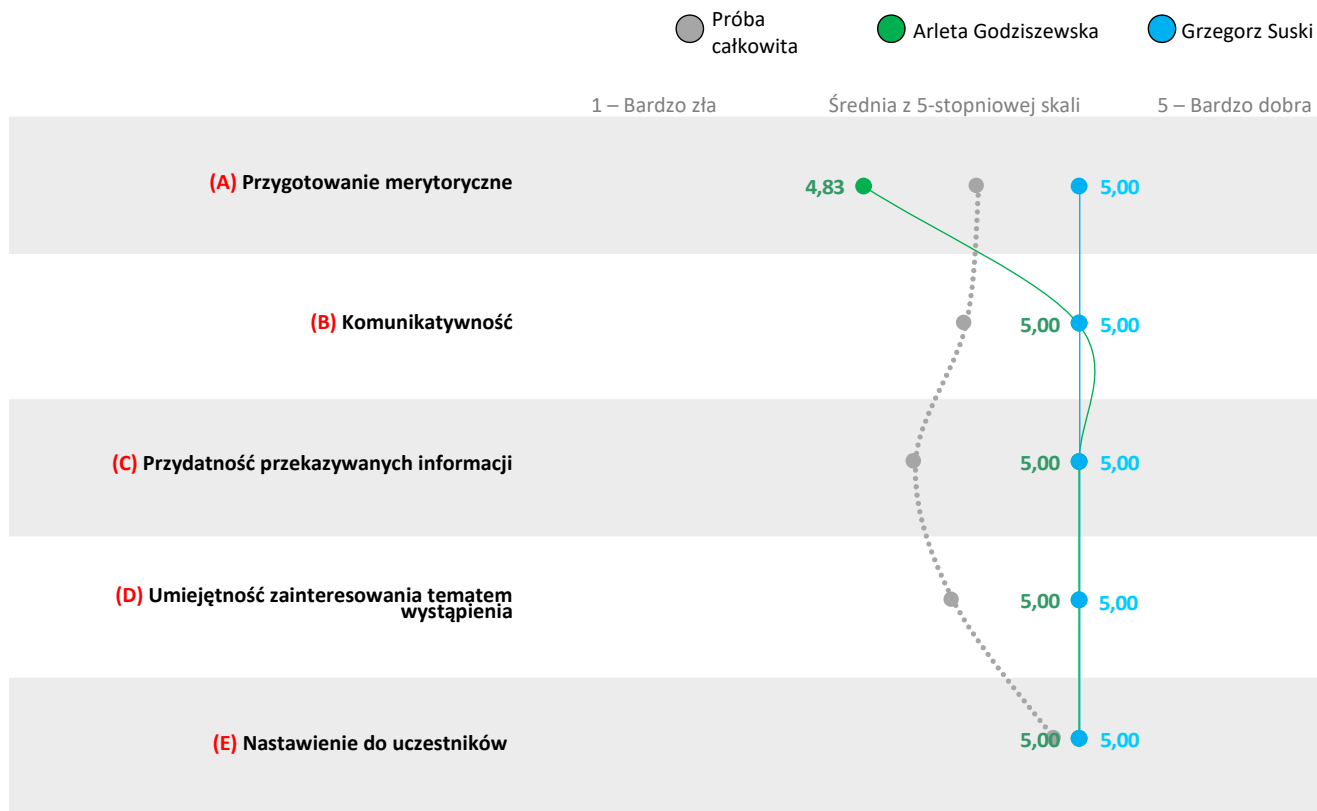 Próba
całkowita
Arleta Godziszewska
Grzegorz Suski
1 – Bardzo zła
Średnia z 5-stopniowej skali
5 – Bardzo dobra
(A) Przygotowanie merytoryczne
4,83
5,00
(B) Komunikatywność
5,00
5,00
(C) Przydatność przekazywanych informacji
5,00
5,00
(D) Umiejętność zainteresowania tematem
wystąpienia
5,00
5,00
(E) Nastawienie do uczestników
5,00
5,00